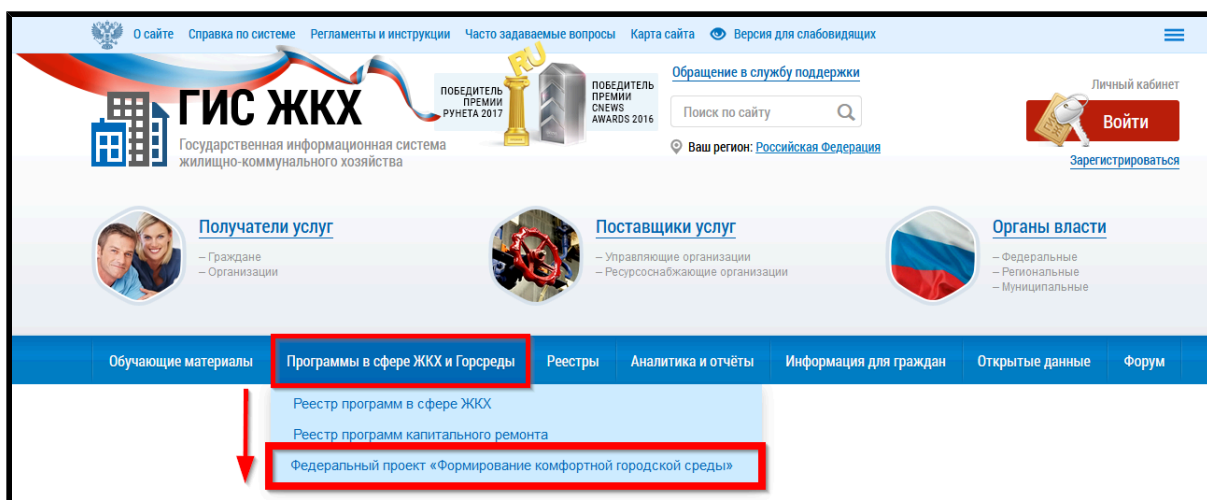 О сайте Справка по системе Регламенты и инструкции Часто задаваемые вопросы Карта сайта Версия для слабовидящих
ГИС ЖКХ
Государственная информационная система
жилищно-коммунального хозяйства
ПОБЕДИТЕЛЬ
ПРЕМИИ
РУНЕТА 2017
RU
ПОБЕДИТЕЛЬ
ПРЕМИИ
CNEWS
AWARDS 2016
Обращение в службу поддержки
Поиск по сайту
Ваш регион: Российская Федерация
Личный кабинет
Войти
Зарегистрироваться
Получатели услуг
– Граждане
– Организации
Поставщики услуг
– Управляющие организации
– Ресурсоснабжающие организации
Органы власти
– Федеральные
– Региональные
– Муниципальные
Обучающие материалы Программы в сфере ЖКХ и Горсреды Реестры Аналитика и отчёты Информация для граждан Открытые данные Форум
Реестр программ в сфере ЖКХ
Реестр программ капитального ремонта
Федеральный проект «Формирование комфортной городской среды»